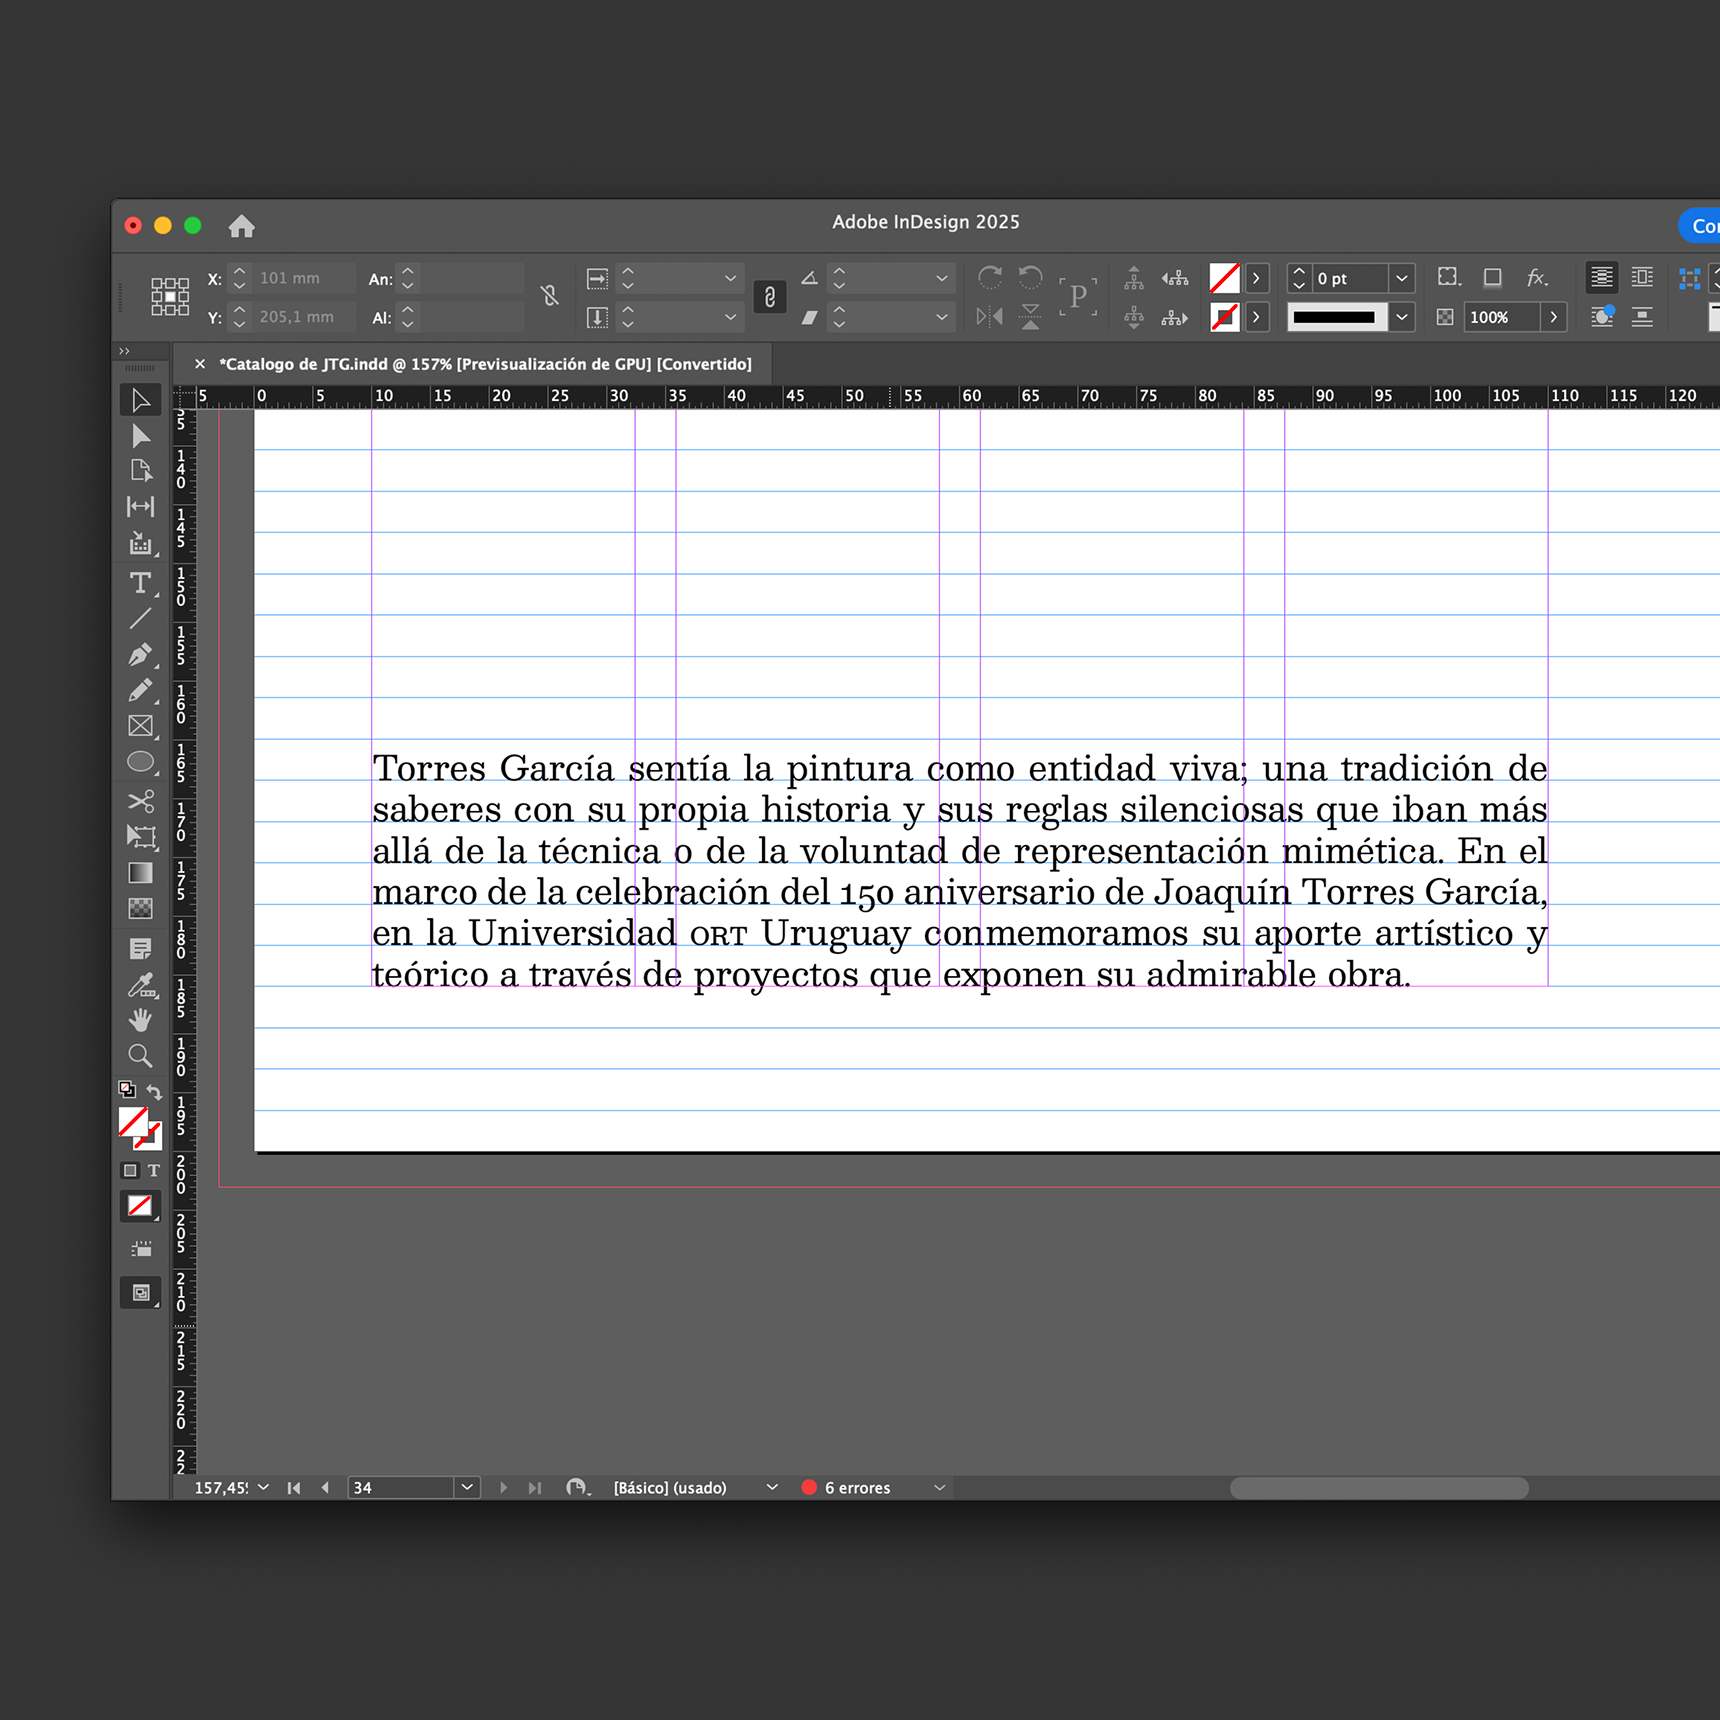 Adobe InDesign 2025
X: 101 mm An:
0 pt
fx
Y: 205,1 mm Al:
P
100%
× *Catalogo de JTG.indd @ 157% [Previsualización de GPU] [Convertido]
5 0 5 10 15 20 25 30 35 40 45 50 55 60 65 70 75 80 85 90 95 100 105 110 115 120
140
145
150
155
160
165
170
175
180
185
190
195
200
205
210
215
220
Torres García sentía la pintura como entidad viva; una tradición de
saberes con su propia historia y sus reglas silenciosas que iban más
allá de la técnica o de la voluntad de representación mimética. En el
marco de la celebración del 150 aniversario de Joaquín Torres García,
en la Universidad ORT Uruguay conmemoramos su aporte artístico y
teórico a través de proyectos que exponen su admirable obra.
T
157,45
34
[Básico] (usado)
6 errores